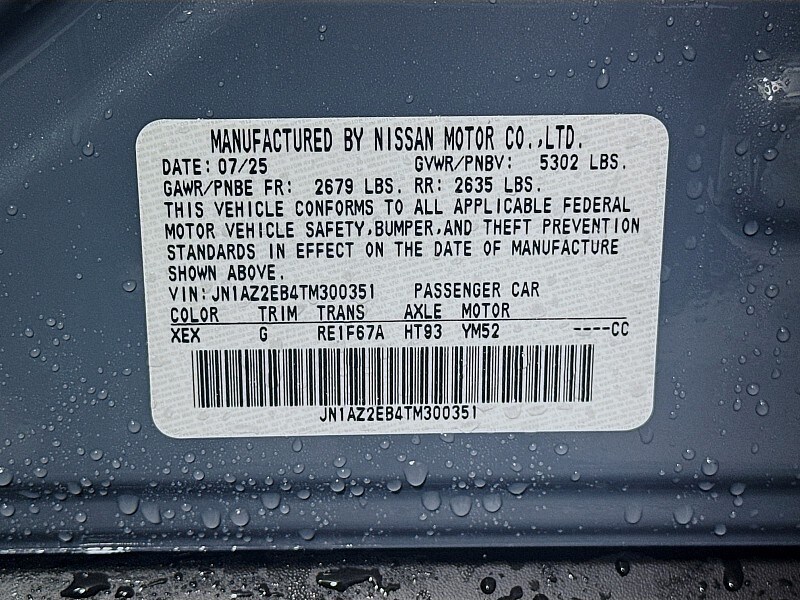 MANUFACTURED BY NISSAN MOTOR CO.,LTD.
DATE: 07/25 GVWR/PNBV: 5302 LBS.
GAWR/PNBE FR: 2679 LBS. RR: 2635 LBS.
THIS VEHICLE CONFORMS TO ALL APPLICABLE FEDERAL
MOTOR VEHICLE SAFETY,BUMPER,AND THEFT PREVENTION
STANDARDS IN EFFECT ON THE DATE OF MANUFACTURE
SHOWN ABOVE.
VIN:JN1AZ2EB4TM300351 PASSENGER CAR
COLOR TRIM TRANS AXLE MOTOR
XEX G RE1F67A HT93 YM52 ----CC
JN1AZ2EB4TM300351